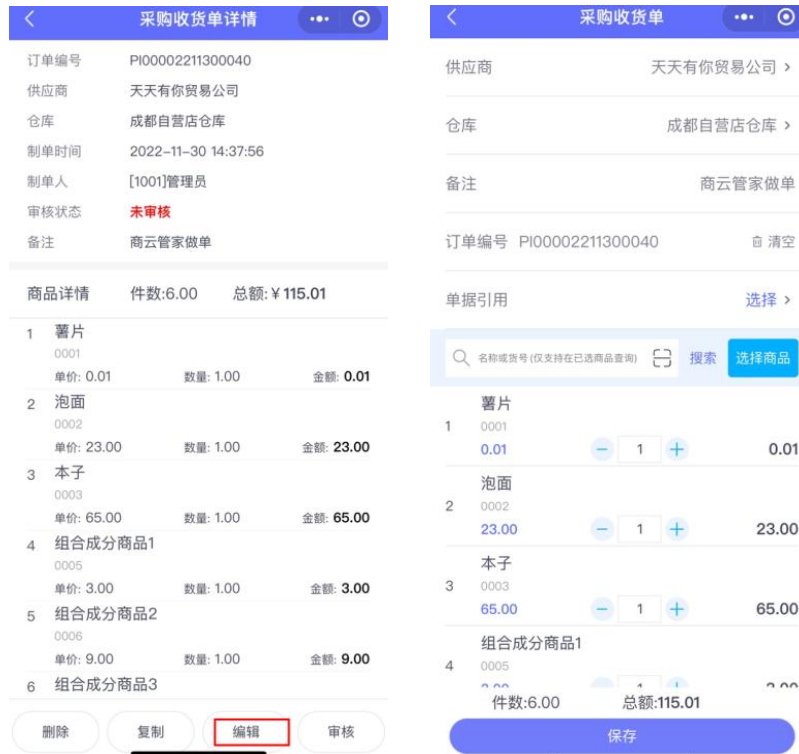 采购收货单详情
订单编号 PI00002211300040
供应商 天天有你贸易公司
仓库 成都自营店仓库
制单时间 2022-11-30 14:37:56
制单人 [1001]管理员
审核状态 未审核
备注 商云管家做单
商品详情 件数:6.00 总额:¥115.01
1 薯片
0001
单价: 0.01 数量: 1.00 金额: 0.01
2 泡面
0002
单价: 23.00 数量: 1.00 金额: 23.00
3 本子
0003
单价: 65.00 数量: 1.00 金额: 65.00
4 组合成分商品1
0005
单价: 3.00 数量: 1.00 金额: 3.00
5 组合成分商品2
0006
单价: 9.00 数量: 1.00 金额: 9.00
6 组合成分商品3
删除 复制 编辑 审核
采购收货单
供应商 天天有你贸易公司
仓库 成都自营店仓库
备注 商云管家做单
订单编号 PI00002211300040 清空
单据引用 选择
名称或货号(仅支持在已选商品查询) 搜索 选择商品
薯片
1 0001
0.01 - 1 + 0.01
泡面
2 0002
23.00 - 1 + 23.00
本子
3 0003
65.00 - 1 + 65.00
组合成分商品1
4 0005
件数:6.00 总额:115.01
保存